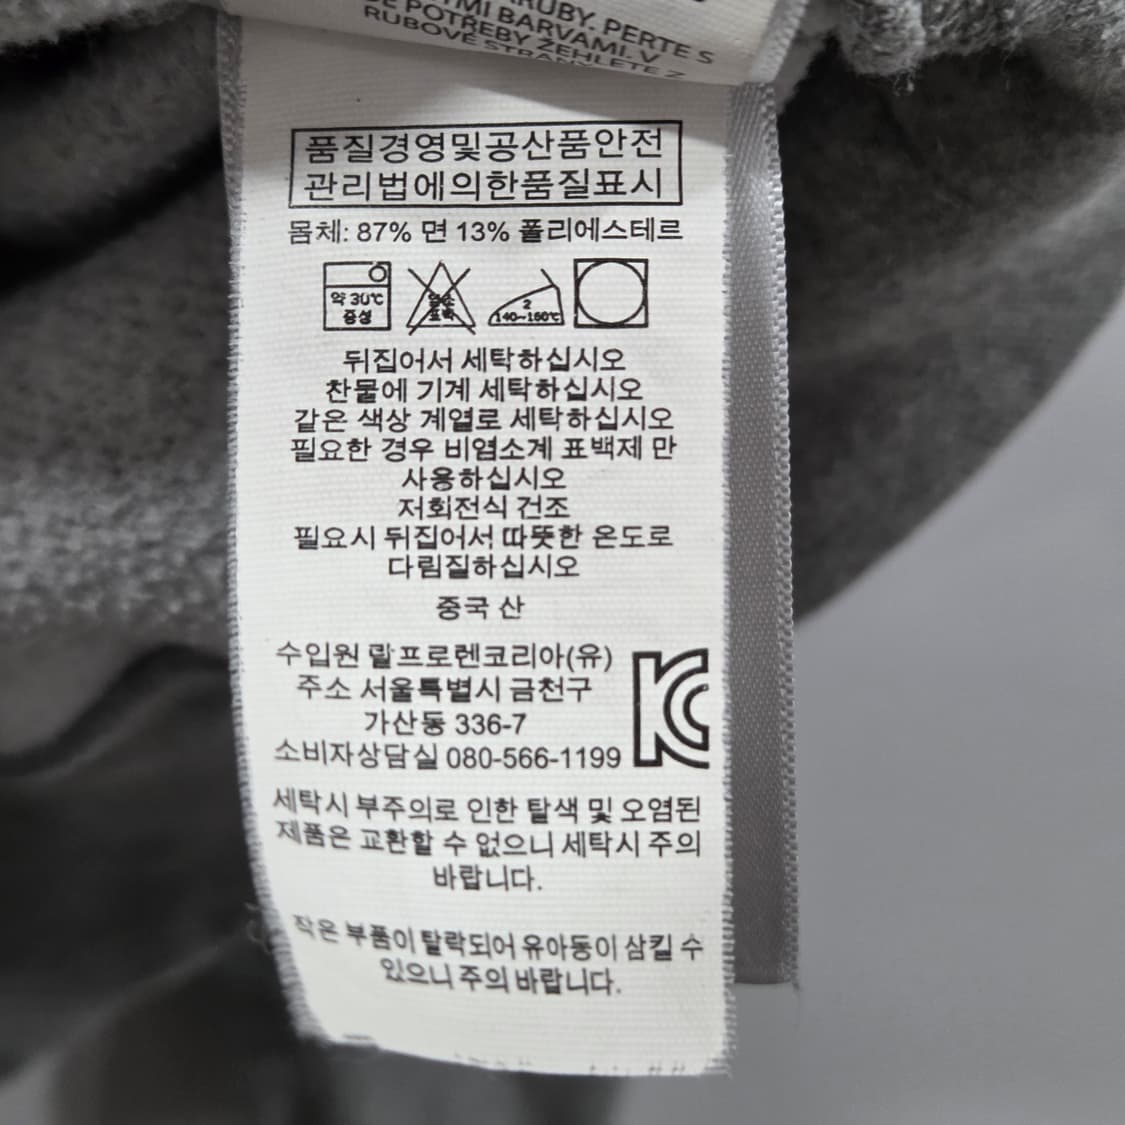 RUBY. PERTE S
MI BARVAMI. V
POTŘEBY ŽEHLETE Z
RUBOVÉ STRANY
품질경영및공산품안전
관리법에의한품질표시
몸체: 87% 면 13% 폴리에스테르
약 30℃
중성
염소
표백
2
140~160℃
뒤집어서 세탁하십시오
찬물에 기계 세탁하십시오
같은 색상 계열로 세탁하십시오
필요한 경우 비염소계 표백제 만
사용하십시오
저회전식 건조
필요시 뒤집어서 따뜻한 온도로
다림질하십시오
중국 산
수입원 랄프로렌코리아(유)
주소 서울특별시 금천구
가산동 336-7
소비자상담실 080-566-1199
KC
세탁시 부주의로 인한 탈색 및 오염된
제품은 교환할 수 없으니 세탁시 주의
바랍니다.
작은 부품이 탈락되어 유아동이 삼킬 수
있으니 주의 바랍니다.